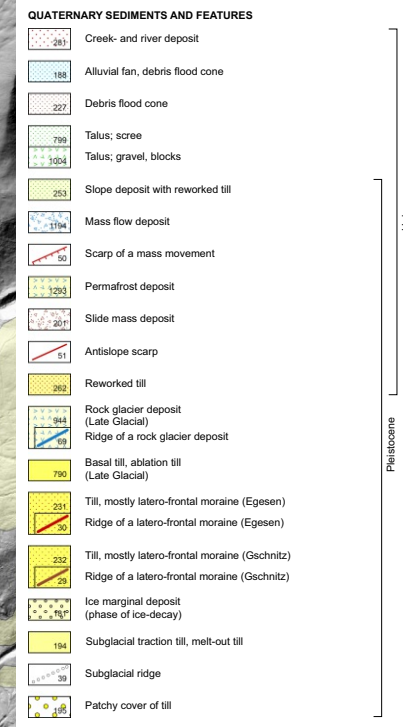 QUATERNARY SEDIMENTS AND FEATURES
281 Creek- and river deposit
188 Alluvial fan, debris flood cone
227 Debris flood cone
799 Talus; scree
1004 Talus; gravel, blocks
253 Slope deposit with reworked till
1194 Mass flow deposit
50 Scarp of a mass movement
1293 Permafrost deposit
201 Slide mass deposit
51 Antislope scarp
262 Reworked till
944 Rock glacier deposit
(Late Glacial)
69 Ridge of a rock glacier deposit
790 Basal till, ablation till
(Late Glacial)
231 Till, mostly latero-frontal moraine (Egesen)
30 Ridge of a latero-frontal moraine (Egesen)
232 Till, mostly latero-frontal moraine (Gschnitz)
29 Ridge of a latero-frontal moraine (Gschnitz)
Ice marginal deposit
(phase of ice-decay)
194 Subglacial traction till, melt-out till
39 Subglacial ridge
195 Patchy cover of till
Pleistocene